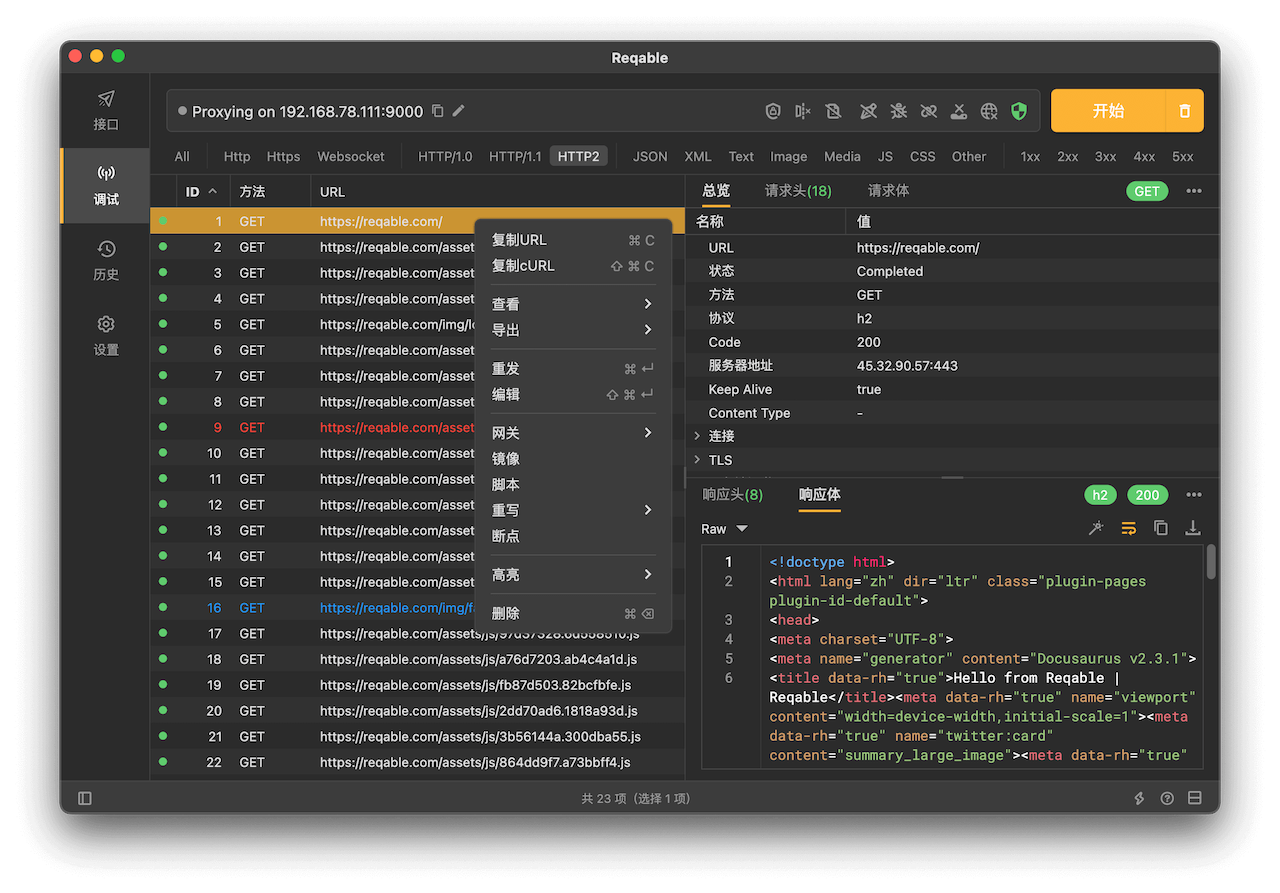 Reqable
接口
调试
历史
设置
Proxying on 192.168.78.111:9000
开始
All Http Https Websocket HTTP/1.0 HTTP/1.1 HTTP2 JSON XML Text Image Media JS CSS Other 1xx 2xx 3xx 4xx 5xx
ID 方法 URL
1 GET https://reqable.com/
2 GET https://reqable.com/asset
3 GET https://reqable.com/asset
4 GET https://reqable.com/asset
5 GET https://reqable.com/img/l
6 GET https://reqable.com/asset
7 GET https://reqable.com/asset
8 GET https://reqable.com/asset
9 GET https://reqable.com/asset
10 GET https://reqable.com/asset
11 GET https://reqable.com/asset
12 GET https://reqable.com/asset
13 GET https://reqable.com/asset
14 GET https://reqable.com/asset
15 GET https://reqable.com/asset
16 GET https://reqable.com/img/f
17 GET
18 GET https://reqable.com/assets/js/a76d7203.ab4c4a1d.js
19 GET https://reqable.com/assets/js/fb87d503.82bcfbfe.js
20 GET https://reqable.com/assets/js/2dd70ad6.1818a93d.js
21 GET https://reqable.com/assets/js/3b56144a.300dba55.js
22 GET https://reqable.com/assets/js/864dd9f7.a73bbff4.js
复制URL ⌘ C
复制cURL ⇧ ⌘ C
查看
导出
重发 ⌘ ↩
编辑 ⇧ ⌘ ↩
网关
镜像
脚本
重写
断点
高亮
删除 ⌘ ⌫
总览 请求头(18) 请求体 GET
名称 值
URL https://reqable.com/
状态 Completed
方法 GET
协议 h2
Code 200
服务器地址 45.32.90.57:443
Keep Alive true
Content Type -
连接
TLS
响应头(8) 响应体 h2 200
Raw
1 <!doctype html>
2 <html lang="zh" dir="ltr" class="plugin-pages
plugin-id-default">
3 <head>
4 <meta charset="UTF-8">
5 <meta name="generator" content="Docusaurus v2.3.1">
6 <title data-rh="true">Hello from Reqable |
Reqable</title><meta data-rh="true" name="viewport"
content="width=device-width,initial-scale=1"><meta
data-rh="true" name="twitter:card"
content="summary_large_image"><meta data-rh="true"
共 23 项（选择 1 项）